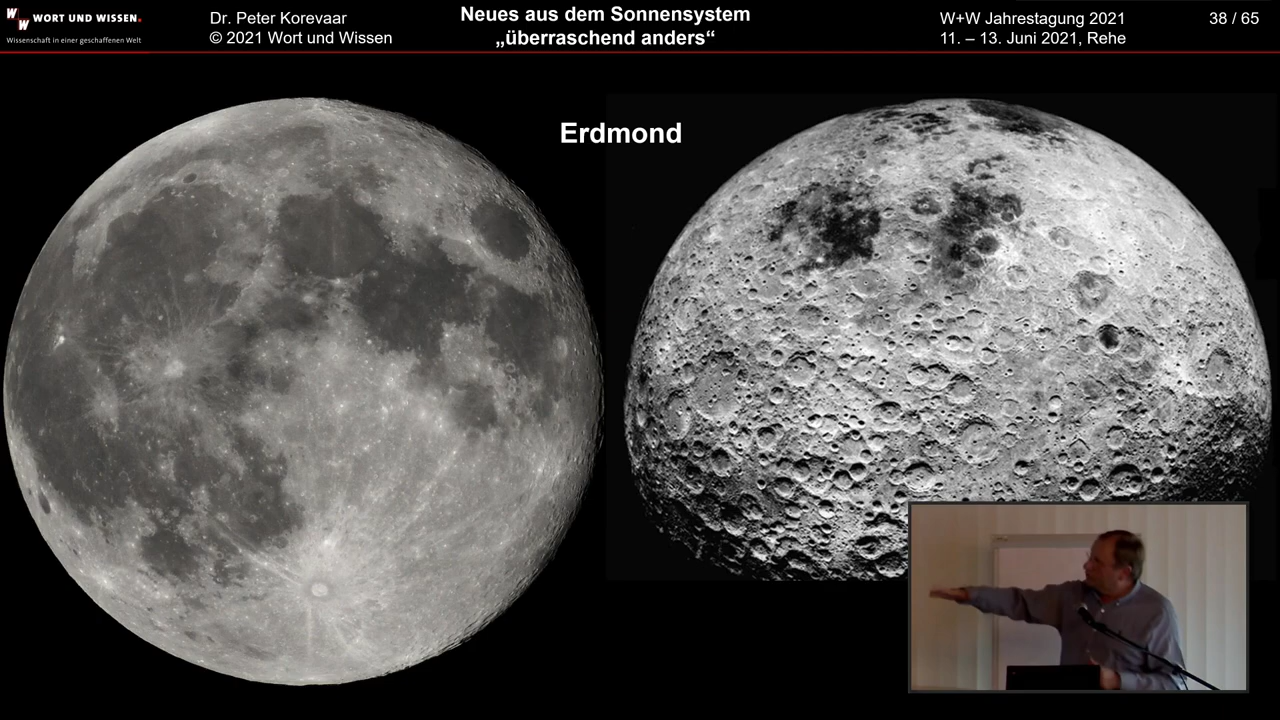 WORT UND WISSEN.
Wissenschaft in einer geschaffenen Welt
Dr. Peter Korevaar
© 2021 Wort und Wissen
Neues aus dem Sonnensystem
„überraschend anders“
W+W Jahrestagung 2021
11. – 13. Juni 2021, Rehe
38 / 65
Erdmond